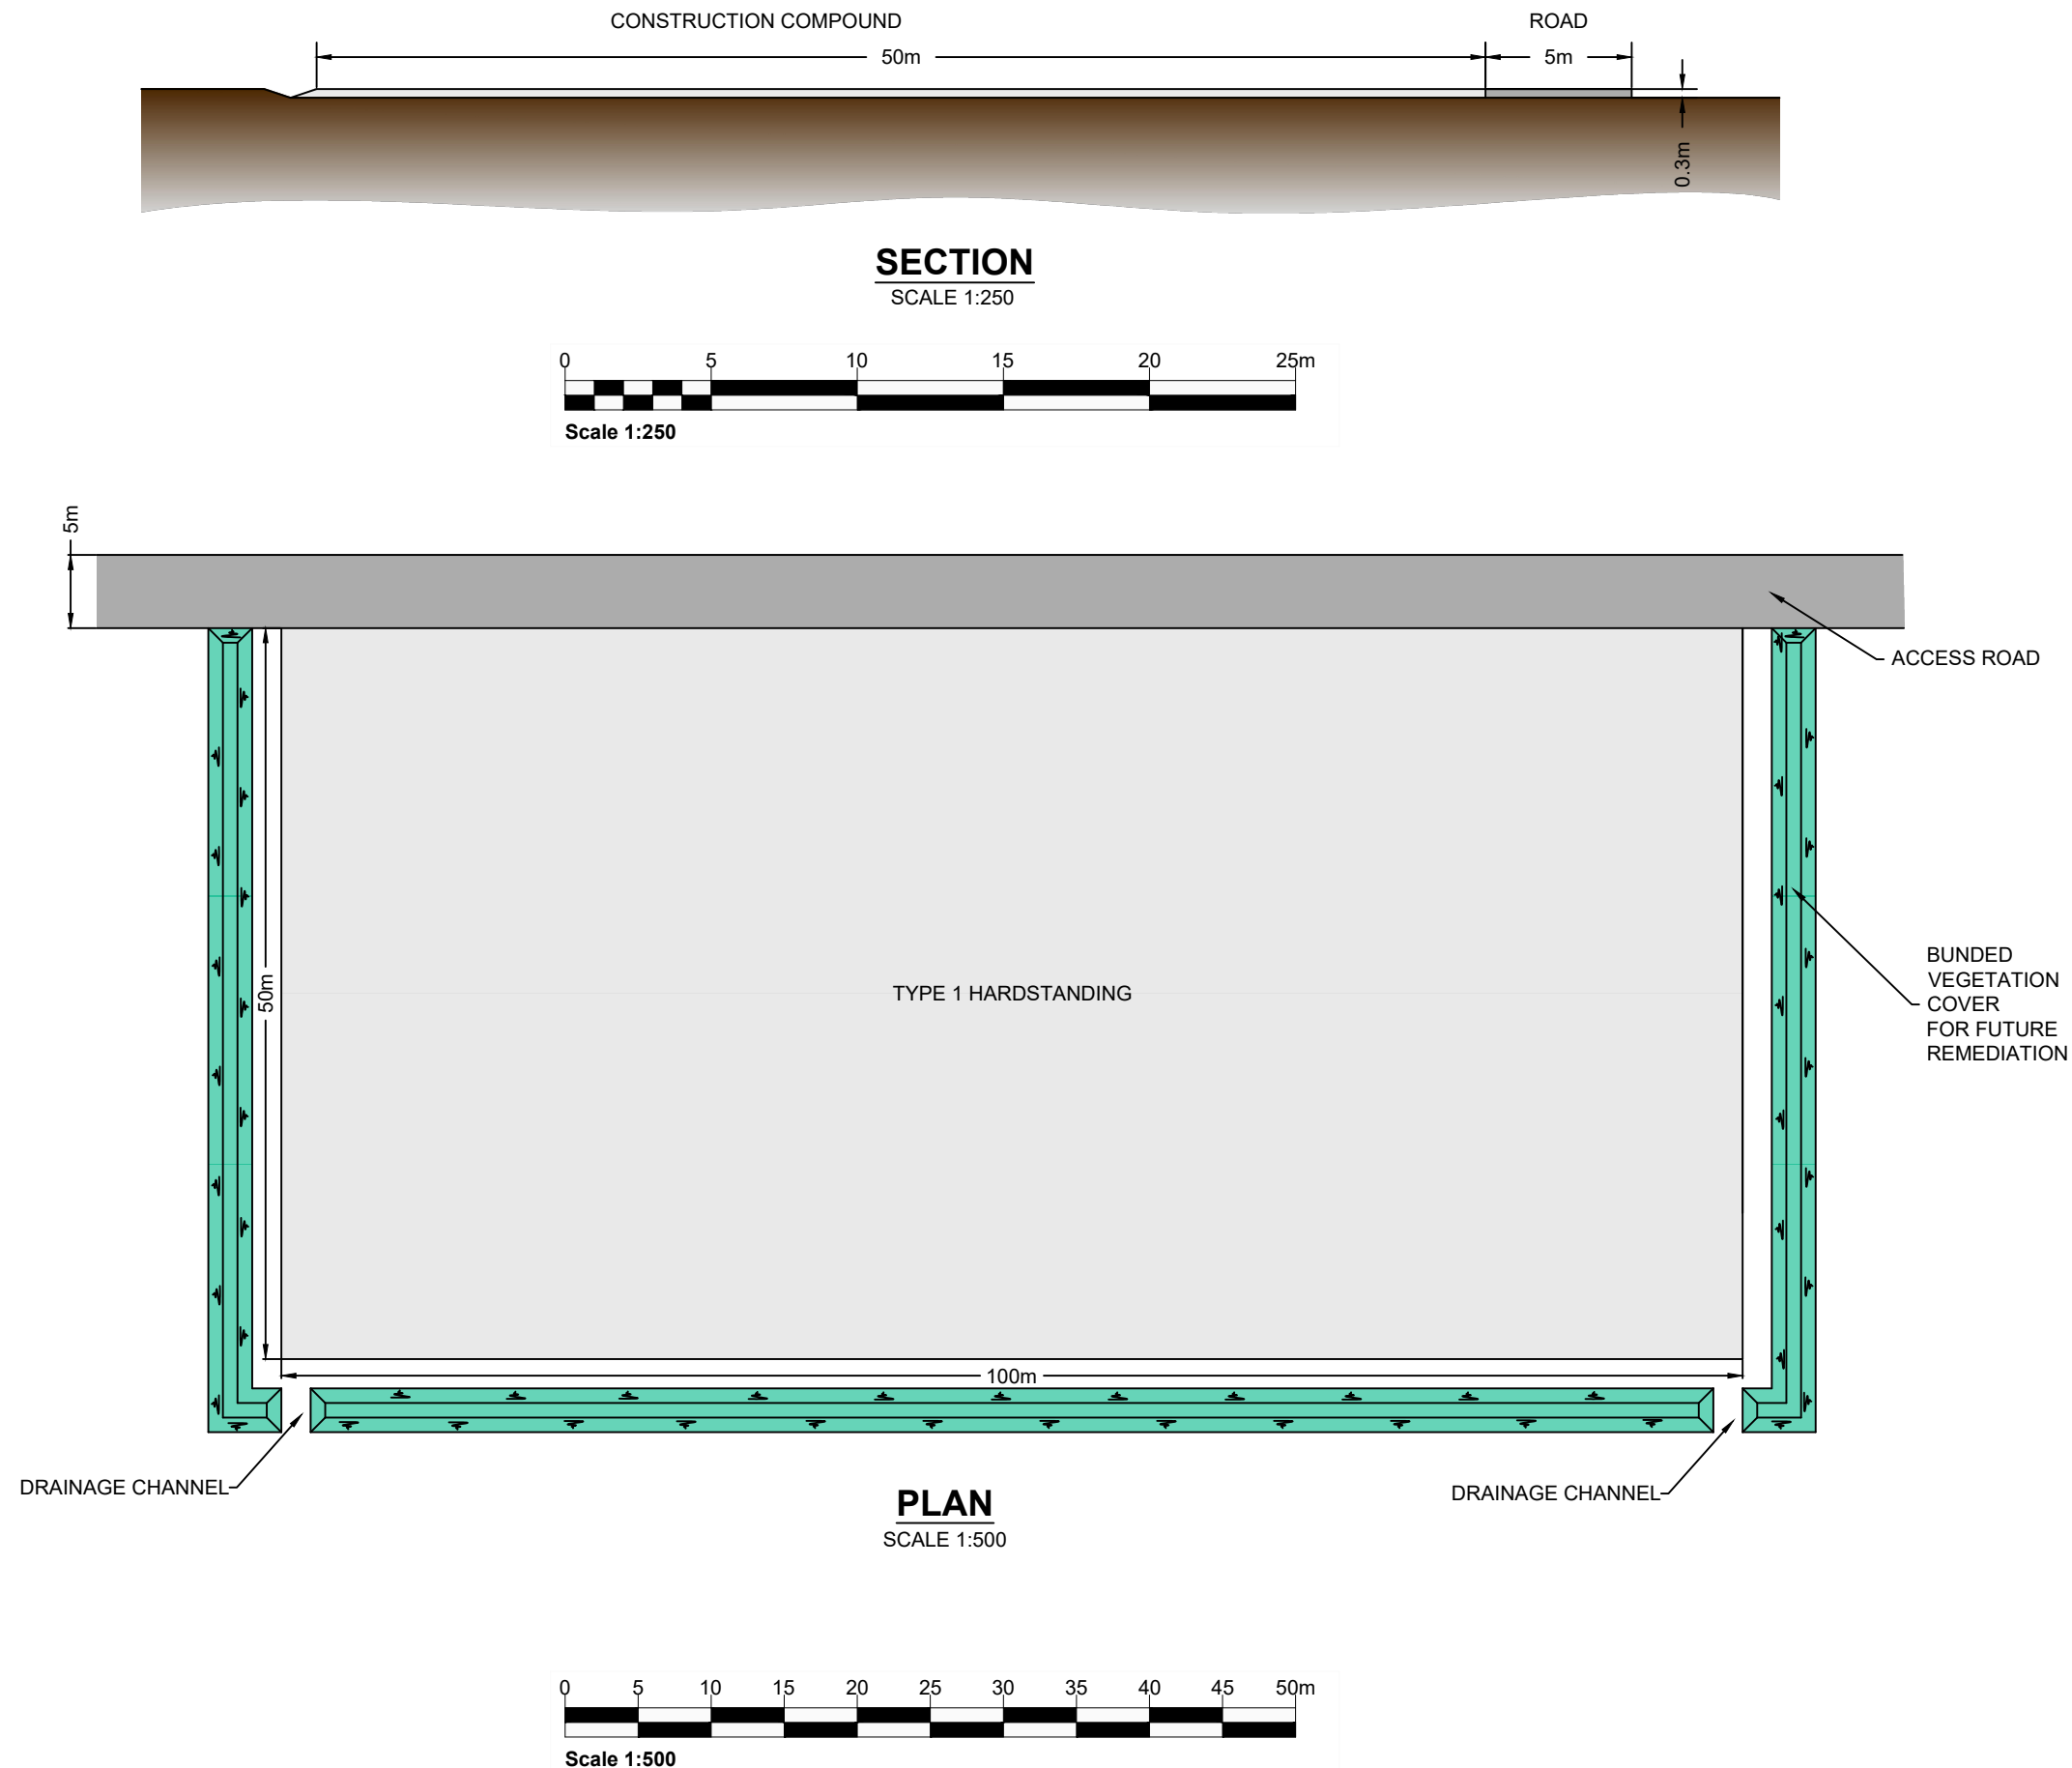 CONSTRUCTION COMPOUND
ROAD
50m
5m
0.3m
SECTION
SCALE 1:250
0 5 10 15 20 25m
Scale 1:250
5m
ACCESS ROAD
BUNDED
VEGETATION
COVER
FOR FUTURE
REMEDIATION
TYPE 1 HARDSTANDING
50m
100m
DRAINAGE CHANNEL
DRAINAGE CHANNEL
PLAN
SCALE 1:500
0 5 10 15 20 25 30 35 40 45 50m
Scale 1:500